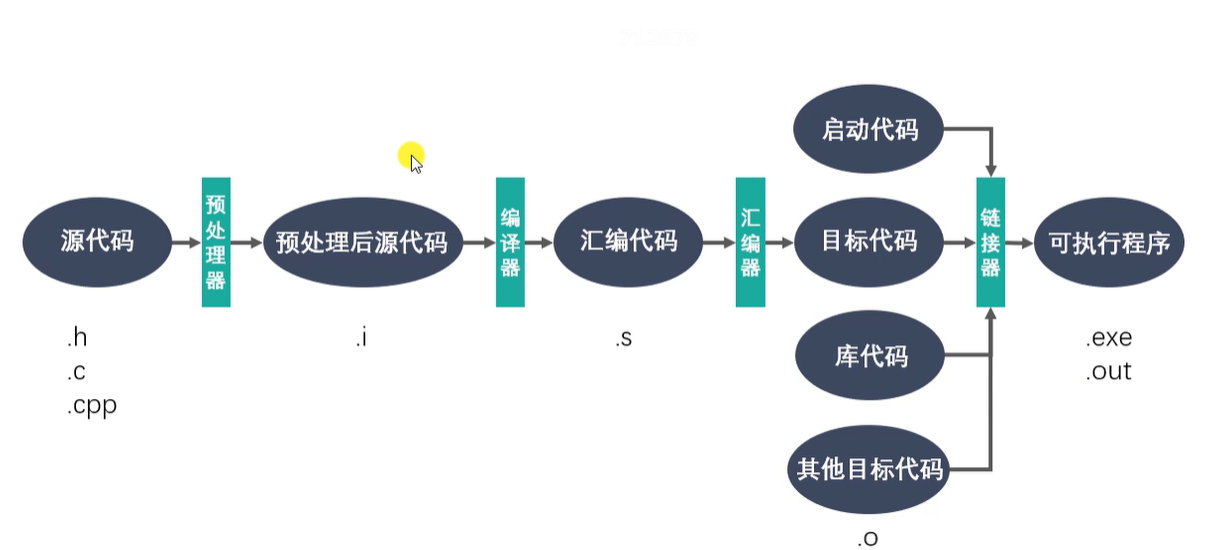 启动代码
源代码
预处理器
预处理后源代码
编译器
汇编代码
汇编器
目标代码
链接器
可执行程序
.h
.c
.cpp
.i
.s
库代码
.exe
.out
其他目标代码
.o